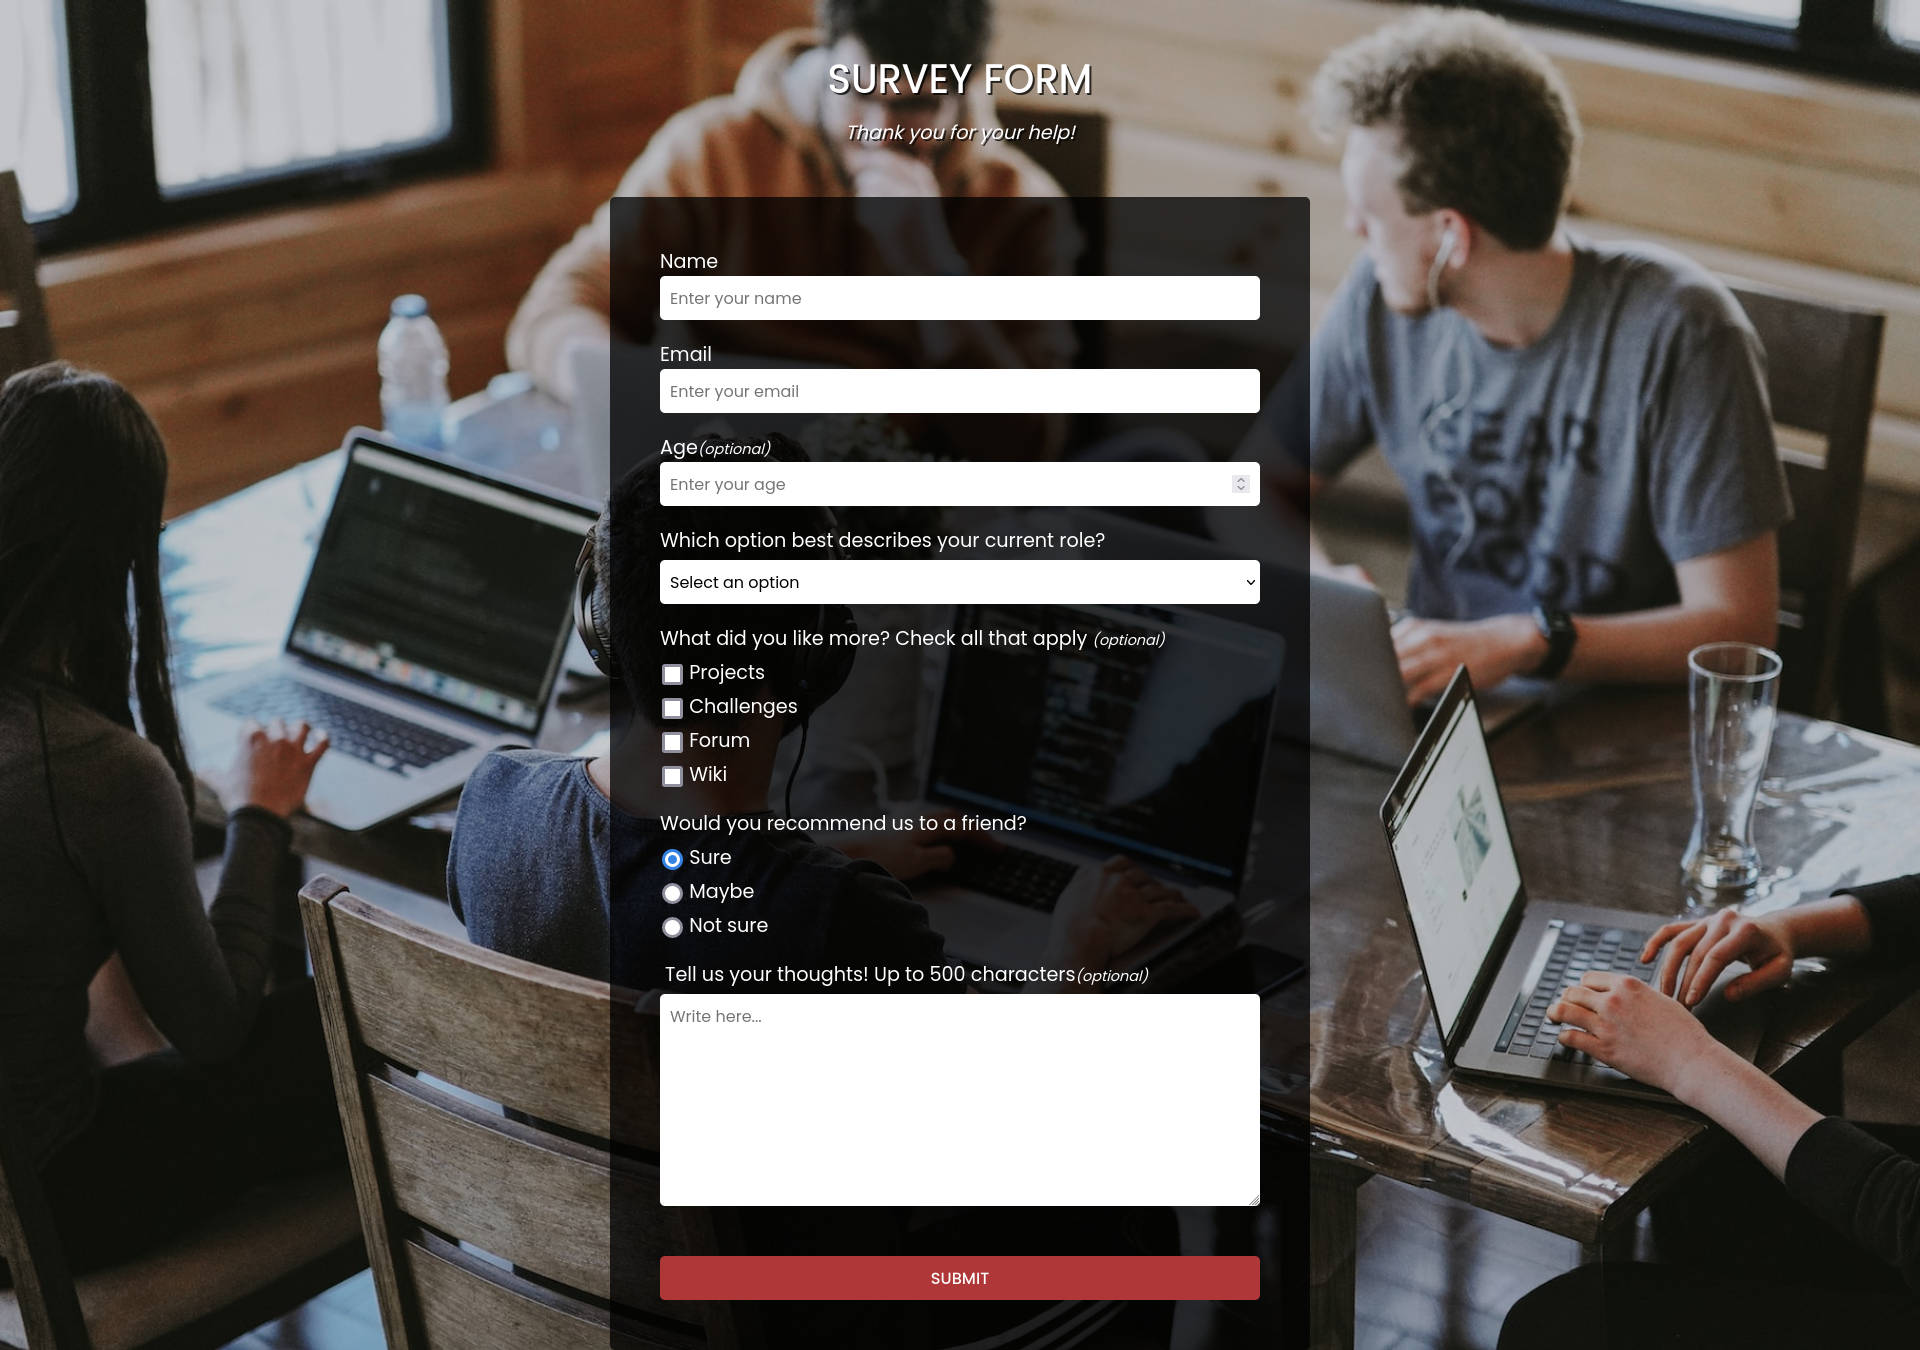 SURVEY FORM
Thank you for your help!
Name
Enter your name
Email
Enter your email
Age(optional)
Enter your age
Which option best describes your current role?
Select an option
What did you like more? Check all that apply (optional)
Projects
Challenges
Forum
Wiki
Would you recommend us to a friend?
Sure
Maybe
Not sure
Tell us your thoughts! Up to 500 characters(optional)
Write here...
SUBMIT